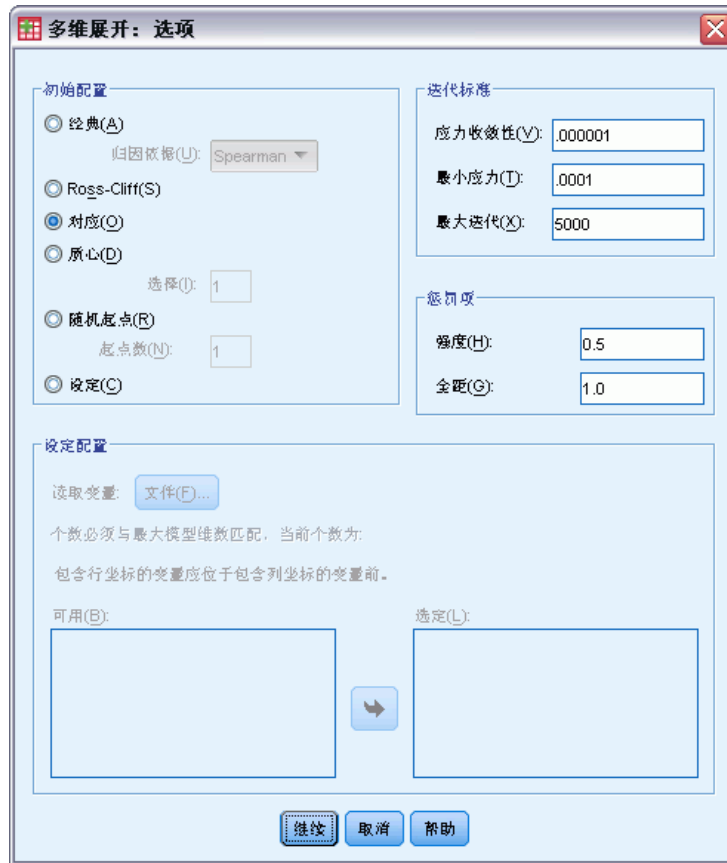 多维展开：选项
初始配置
经典(A)
归因依据(U): Spearman
Ross-Cliff(S)
对应(O)
质心(D)
选择(I): 1
随机起点(R)
起点数(N): 1
设定(C)
迭代标准
应力收敛性(V): .000001
最小应力(T): .0001
最大迭代(X): 5000
惩罚项
强度(H): 0.5
全距(G): 1.0
设定配置
读取变量: 文件(F)...
个数必须与最大模型维数匹配，当前个数为:
包含行坐标的变量应位于包含列坐标的变量前。
可用(B):
选定(L):
继续 取消 帮助